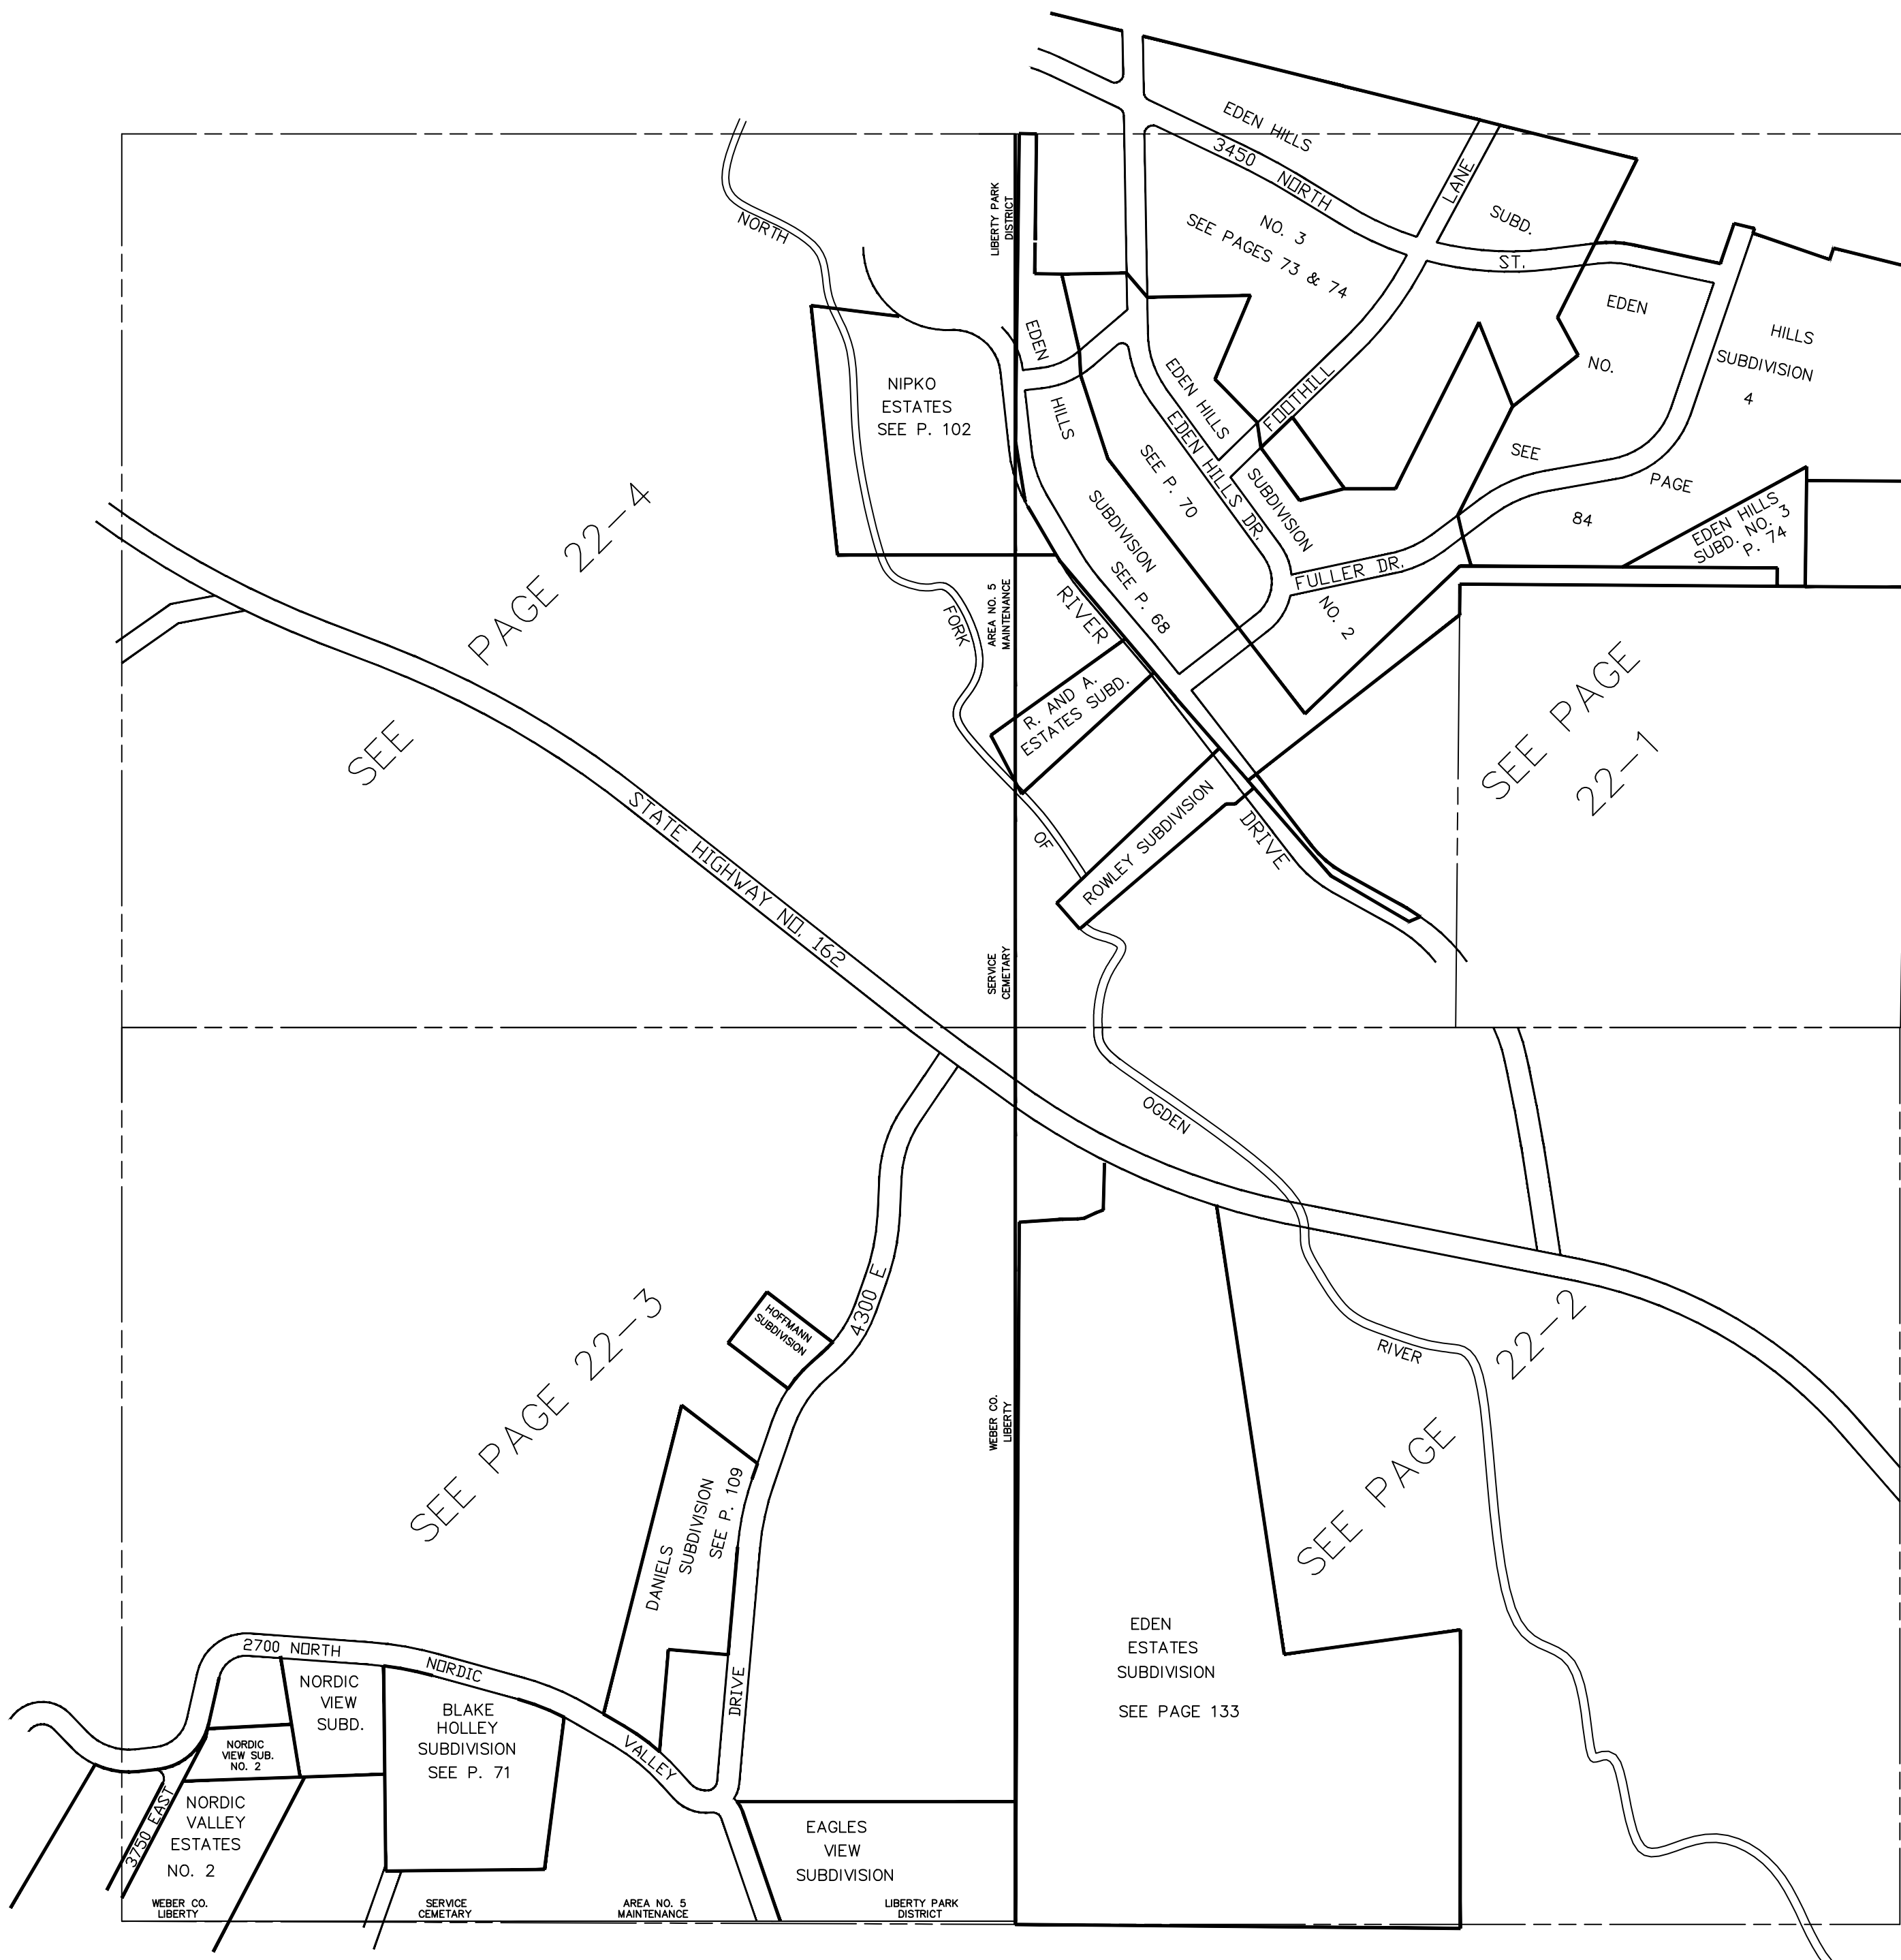 EDEN HILLS
3450 NORTH
LANE
SUBD.
ST.
NO. 3
SEE PAGES 73 & 74
NORTH
LIBERTY PARK
DISTRICT
EDEN
HILLS
NO.
SUBDIVISION
4
SEE
PAGE
84
EDEN HILLS
SUBD. NO. 3
P. 74
NIPKO
ESTATES
SEE P. 102
EDEN
HILLS
SUBDIVISION
SEE P. 68
SEE P. 70
EDEN HILLS
SUBDIVISION
NO. 2
EDEN HILLS DR.
FOOTHILL
FULLER DR.
SEE
PAGE 22-4
FORK
AREA NO. 5
MAINTENANCE
RIVER
R. AND A.
ESTATES SUBD.
SEE PAGE
22-1
STATE HIGHWAY NO. 162
OF
ROWLEY SUBDIVISION
DRIVE
SERVICE
CEMETARY
OGDEN
4300 E
HOFFMANN
SUBDIVISION
RIVER
SEE PAGE 22-3
WEBER CO.
LIBERTY
SEE PAGE
22-2
DANIELS
SUBDIVISION
SEE P. 109
EDEN
ESTATES
SUBDIVISION
SEE PAGE 133
2700 NORTH
NORDIC
VALLEY
DRIVE
NORDIC
VIEW
SUBD.
BLAKE
HOLLEY
SUBDIVISION
SEE P. 71
NORDIC
VIEW SUB.
NO. 2
3750 EAST
NORDIC
VALLEY
ESTATES
NO. 2
EAGLES
VIEW
SUBDIVISION
WEBER CO.
LIBERTY
SERVICE
CEMETARY
AREA NO. 5
MAINTENANCE
LIBERTY PARK
DISTRICT